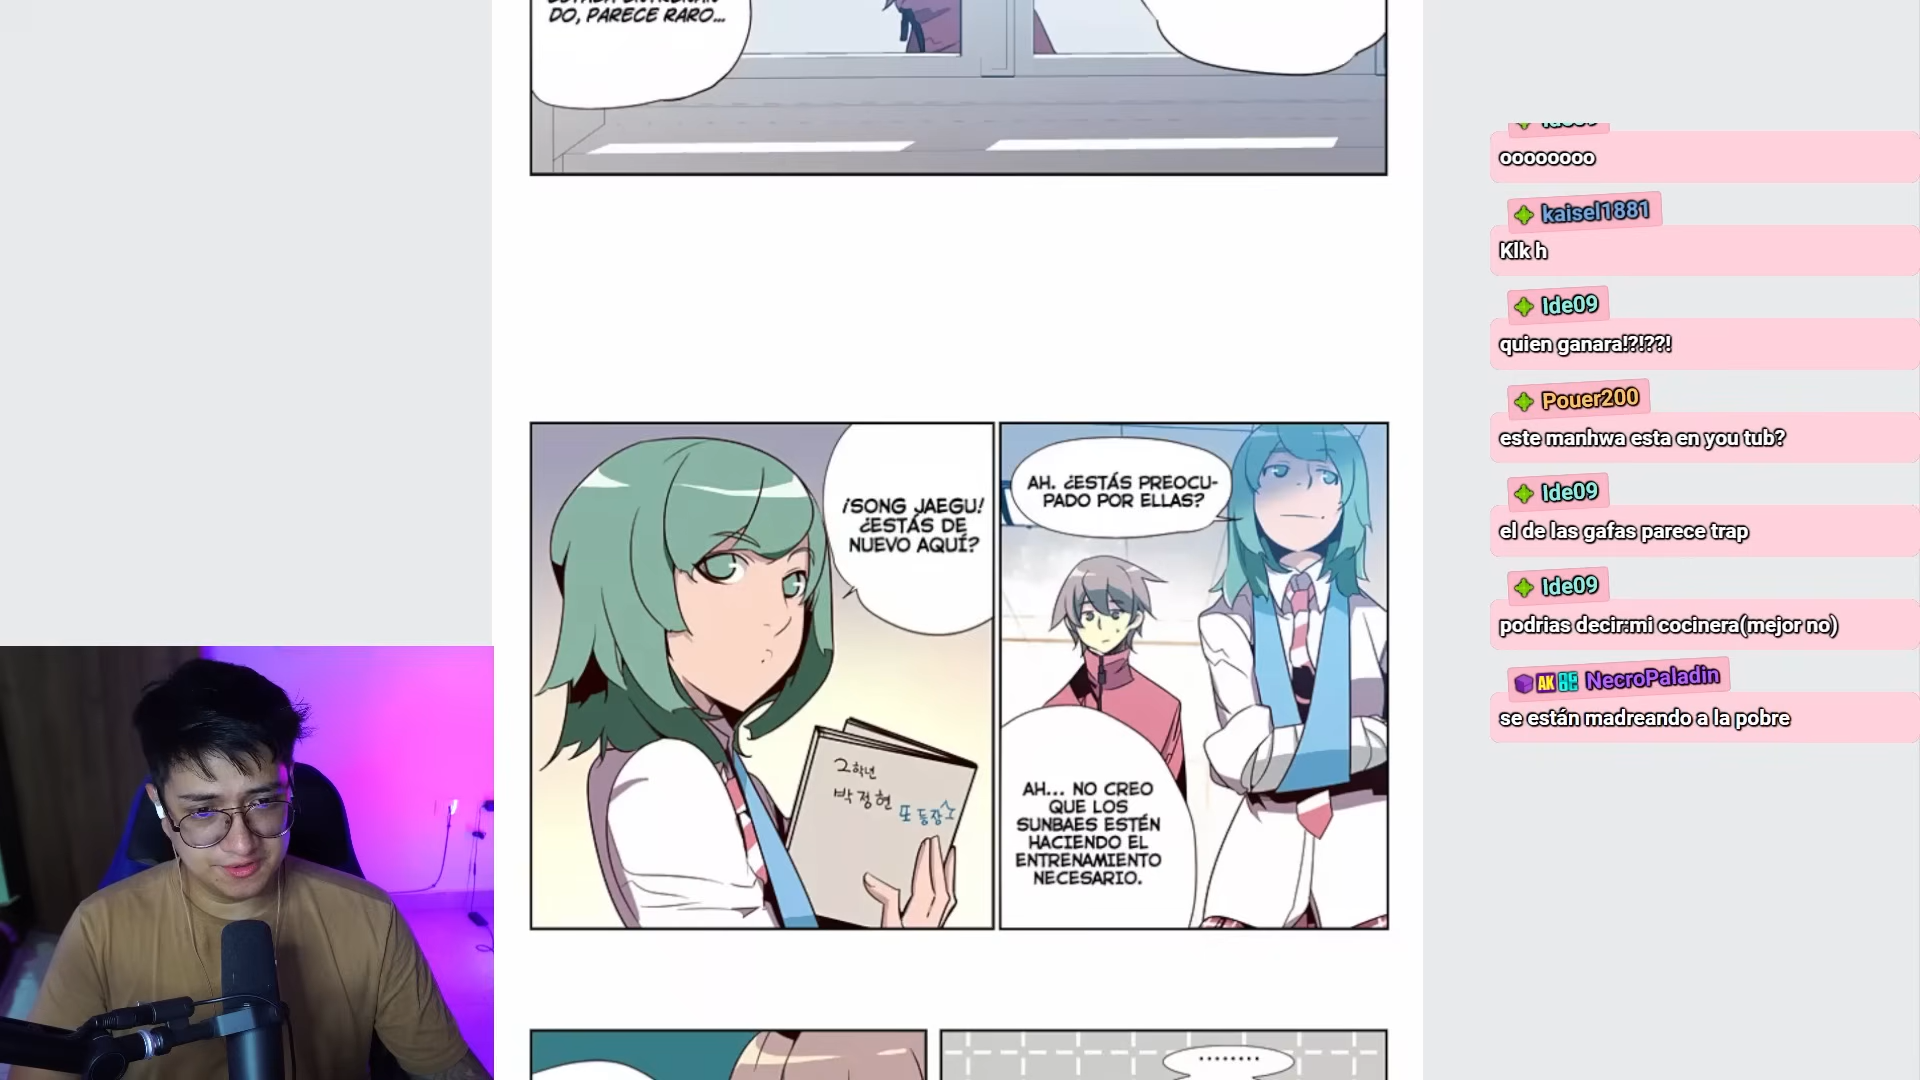 DO, PARECE RARO...
¡SONG JAEGU!
¿ESTÁS DE
NUEVO AQUÍ?
2학년
박정현
또 등장
AH. ¿ESTÁS PREOCU-
PADO POR ELLAS?
AH... NO CREO
QUE LOS
SUNBAES ESTÉN
HACIENDO EL
ENTRENAMIENTO
NECESARIO.
........
oooooooo
kaisel1881
Klk h
Ide09
quien ganara!?!??!
Pouer200
este manhwa esta en you tub?
Ide09
el de las gafas parece trap
Ide09
podrias decir:mi cocinera(mejor no)
AK
NecroPaladin
se están madreando a la pobre